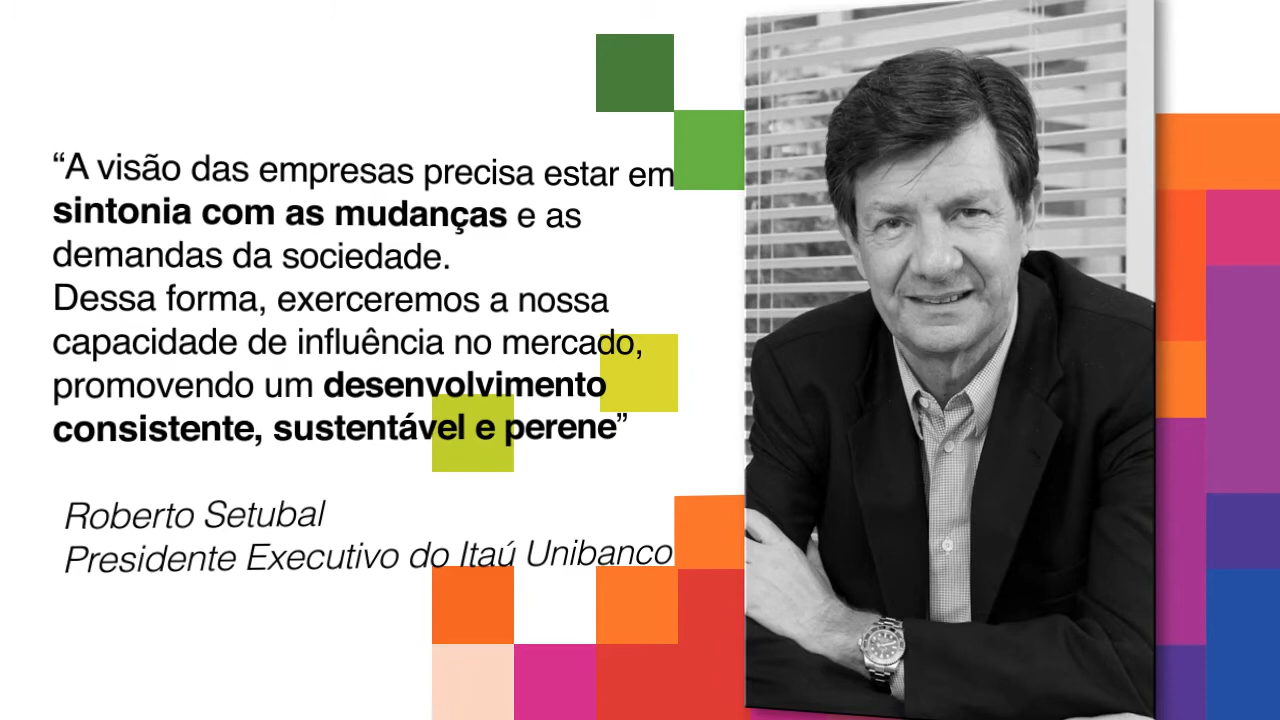 “A visão das empresas precisa estar em
sintonia com as mudanças e as
demandas da sociedade.
Dessa forma, exerceremos a nossa
capacidade de influência no mercado,
promovendo um desenvolvimento
consistente, sustentável e perene”
Roberto Setubal
Presidente Executivo do Itaú Unibanco